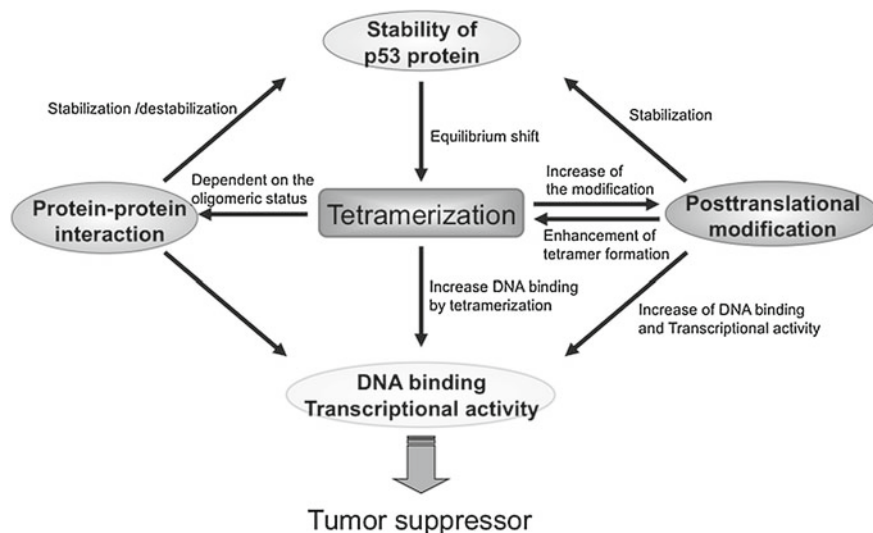 Stability of
p53 protein
Stabilization /destabilization
Stabilization
Equilibrium shift
Dependent on the
oligomeric status
Increase of
the modification
Protein-protein
interaction
Tetramerization
Posttranslational
modification
Enhancement of
tetramer formation
Increase DNA binding
by tetramerization
Increase of DNA binding
and Transcriptional activity
DNA binding
Transcriptional activity
Tumor suppressor